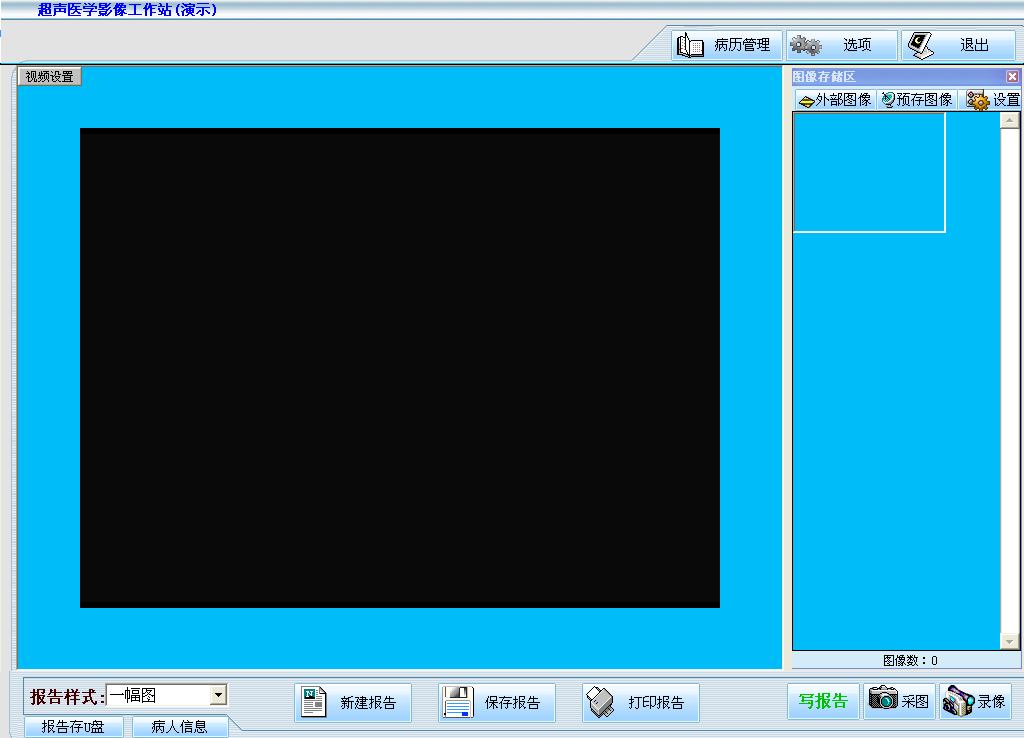 超声医学影像工作站(演示)
病历管理 选项 退出
视频设置 图像存储区
外部图像 预存图像 设置
图像数：0
报告样式: 一幅图 新建报告 保存报告 打印报告 写报告 采图 录像
报告存U盘 病人信息